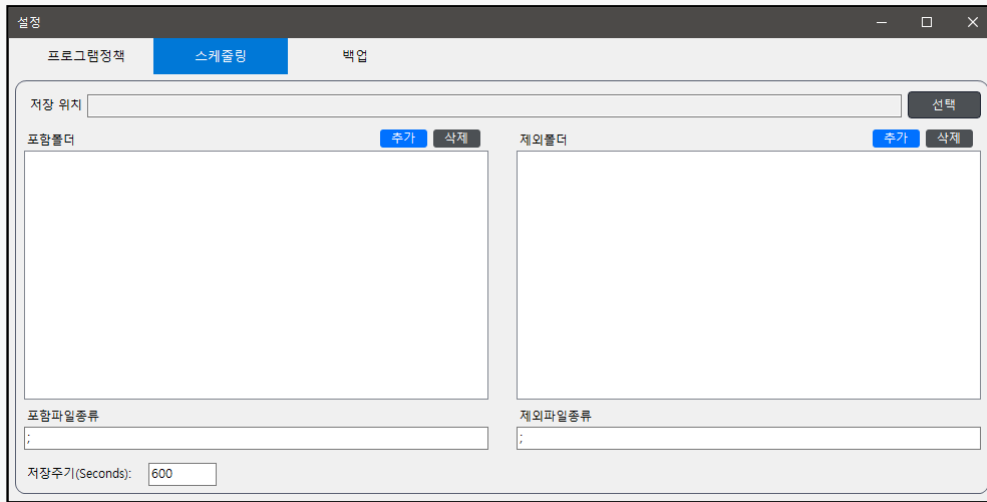 설정
프로그램정책 스케줄링 백업
저장 위치 선택
포함폴더 추가 삭제 제외폴더 추가 삭제
포함파일종류 제외파일종류
; ;
저장주기(Seconds): 600